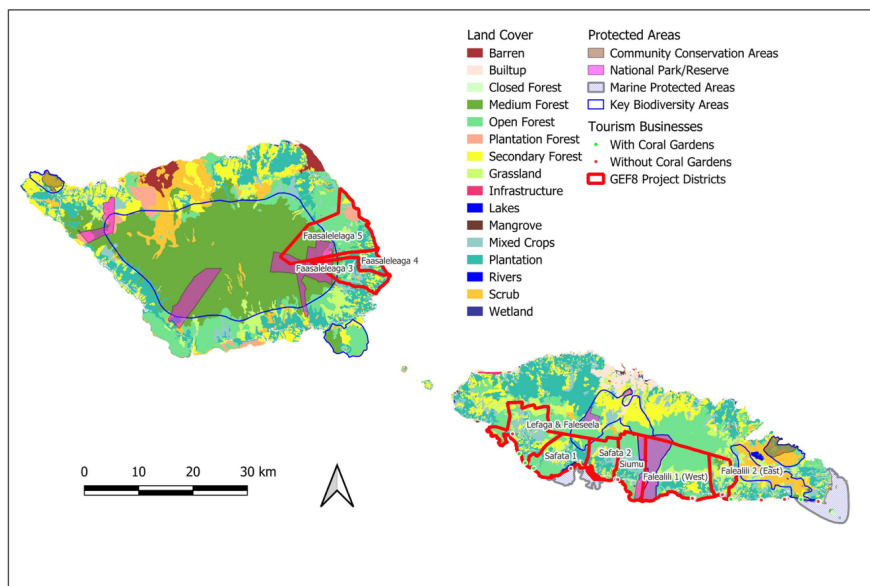 Land Cover
Barren
Builtup
Closed Forest
Medium Forest
Open Forest
Plantation Forest
Secondary Forest
Grassland
Infrastructure
Lakes
Mangrove
Mixed Crops
Plantation
Rivers
Scrub
Wetland
Protected Areas
Community Conservation Areas
National Park/Reserve
Marine Protected Areas
Key Biodiversity Areas
Tourism Businesses
With Coral Gardens
Without Coral Gardens
GEF8 Project Districts
Faasalelelaga 5
Faasaleleaga 3
Faasaleleaga 4
Lefaga & Faleseela
Safata 1
Safata 2
Siumu
Falealili 1 (West)
Falealili 2 (East)
0 10 20 30 km